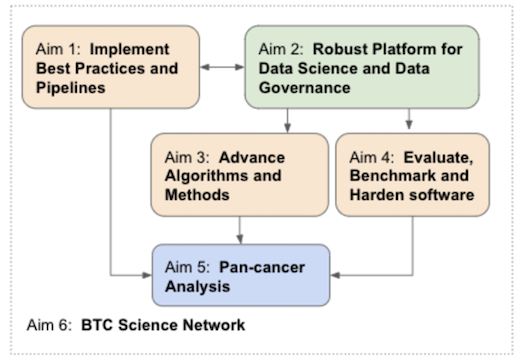 Aim 1: Implement
Best Practices and
Pipelines
Aim 2: Robust Platform for
Data Science and Data
Governance
Aim 3: Advance
Algorithms and
Methods
Aim 4: Evaluate,
Benchmark and
Harden software
Aim 5: Pan-cancer
Analysis
Aim 6: BTC Science Network